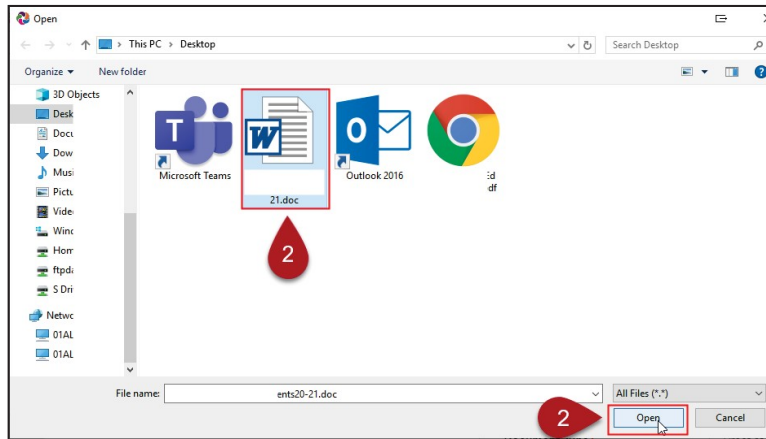 Open
This PC > Desktop
Search Desktop
Organize
New folder
3D Objects
Desk
Docu
Dow
Musi
Pictu
Vide
Winc
Hom
ftpd
S Dri
Netwc
01AL
01AL
T
Microsoft Teams
W
21.doc
O
Outlook 2016
df
2
File name:
ents20-21.doc
All Files (*.*)
2
Open
Cancel